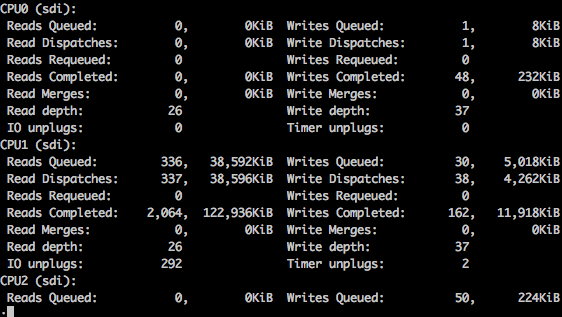 CPU0 (sdi):
Reads Queued: 0, 0KiB Writes Queued: 1, 8KiB
Read Dispatches: 0, 0KiB Write Dispatches: 1, 8KiB
Reads Requeued: 0 Writes Requeued: 0
Reads Completed: 0, 0KiB Writes Completed: 48, 232KiB
Read Merges: 0, 0KiB Write Merges: 0, 0KiB
Read depth: 26 Write depth: 37
IO unplugs: 0 Timer unplugs: 0
CPU1 (sdi):
Reads Queued: 336, 38,592KiB Writes Queued: 30, 5,018KiB
Read Dispatches: 337, 38,596KiB Write Dispatches: 38, 4,262KiB
Reads Requeued: 0 Writes Requeued: 0
Reads Completed: 2,064, 122,936KiB Writes Completed: 162, 11,918KiB
Read Merges: 0, 0KiB Write Merges: 0, 0KiB
Read depth: 26 Write depth: 37
IO unplugs: 292 Timer unplugs: 2
CPU2 (sdi):
Reads Queued: 0, 0KiB Writes Queued: 50, 224KiB
.